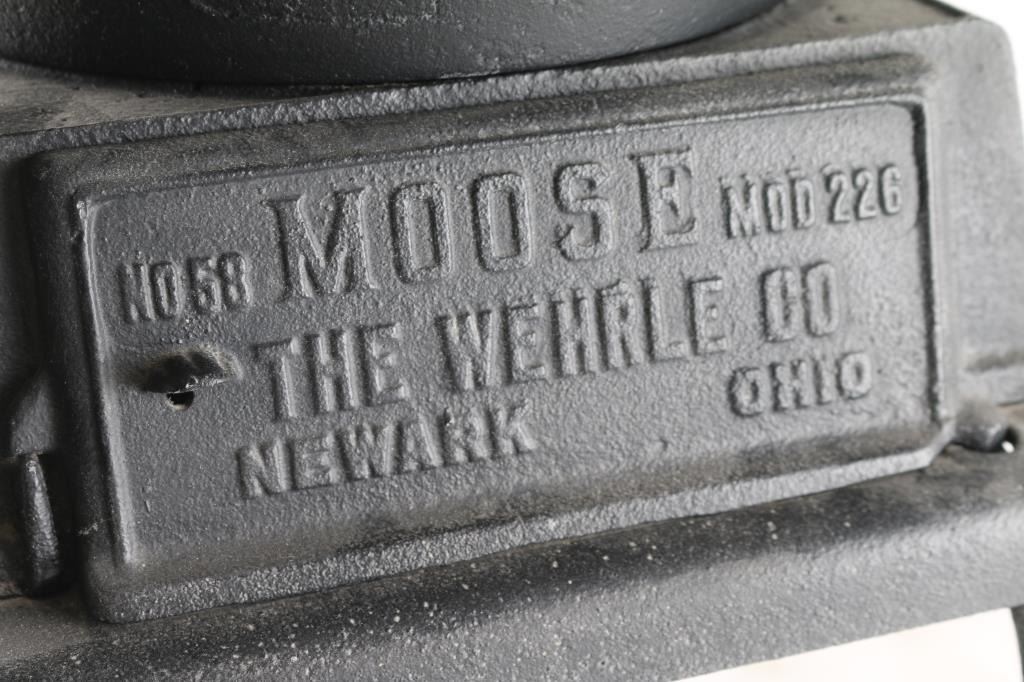 NO 58 MOOSE MOD 226
THE WEHRLE CO
NEWARK OHIO